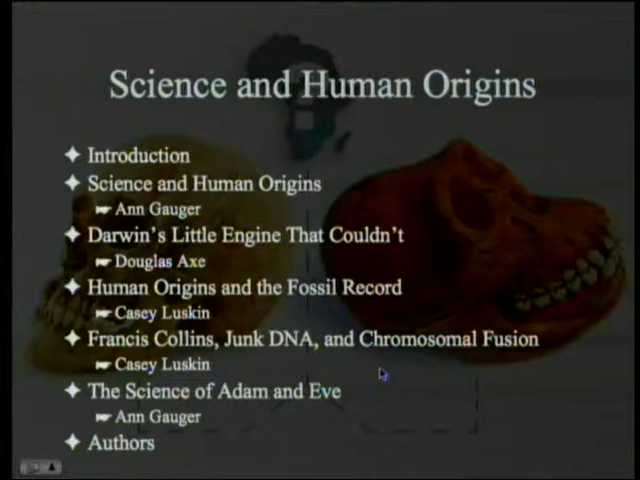 Science and Human Origins
Introduction
Science and Human Origins
Ann Gauger
Darwin's Little Engine That Couldn't
Douglas Axe
Human Origins and the Fossil Record
Casey Luskin
Francis Collins, Junk DNA, and Chromosomal Fusion
Casey Luskin
The Science of Adam and Eve
Ann Gauger
Authors